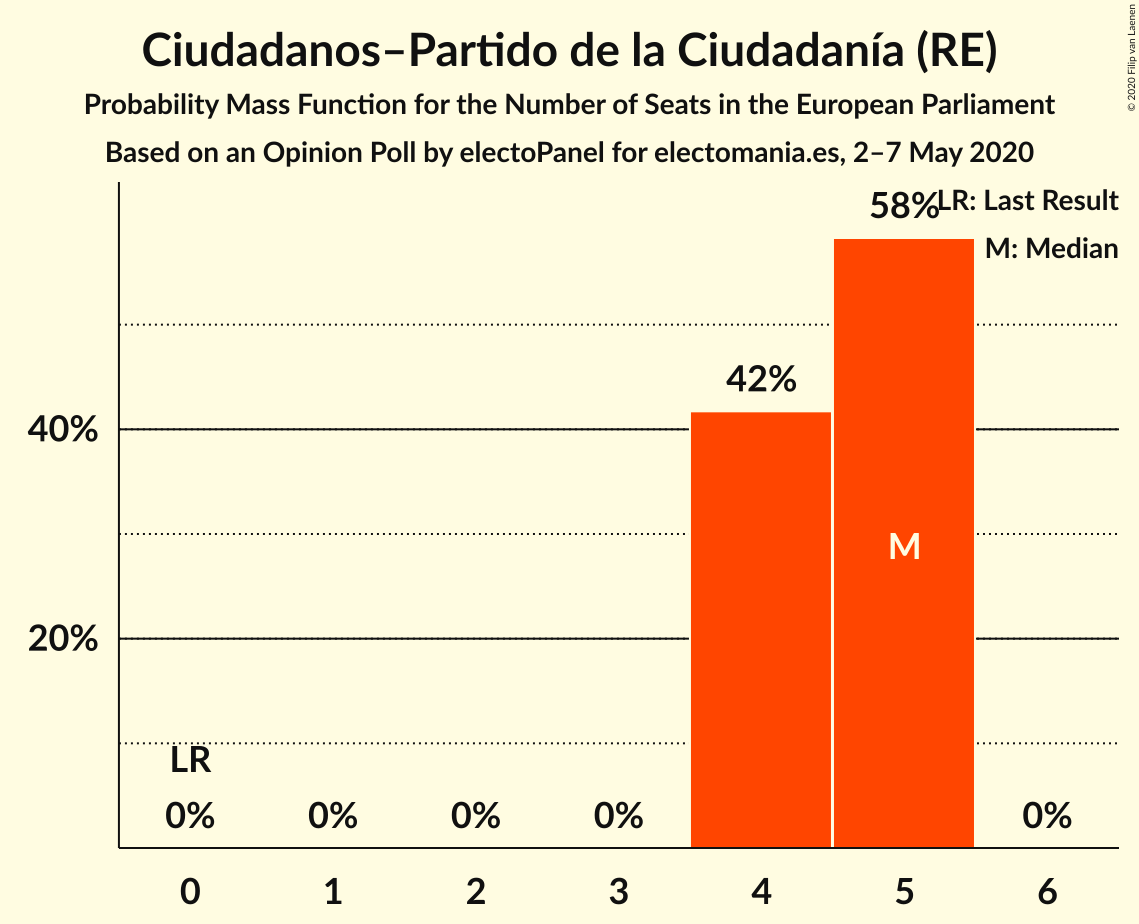 Ciudadanos–Partido de la Ciudadanía (RE)
Probability Mass Function for the Number of Seats in the European Parliament
Based on an Opinion Poll by electoPanel for electomania.es, 2–7 May 2020
© 2020 Filip van Laenen
LR: Last Result
M: Median
58%
42%
40%
M
20%
LR
0% 0% 0% 0% 0%
0 1 2 3 4 5 6